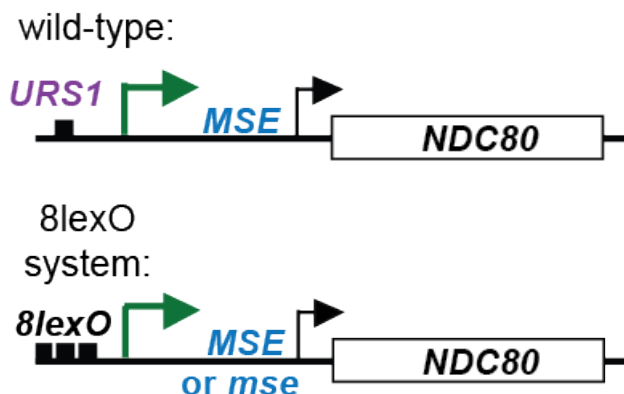 wild-type:
URS1
MSE
NDC80
8lexO
system:
8lexO
MSE
or mse
NDC80